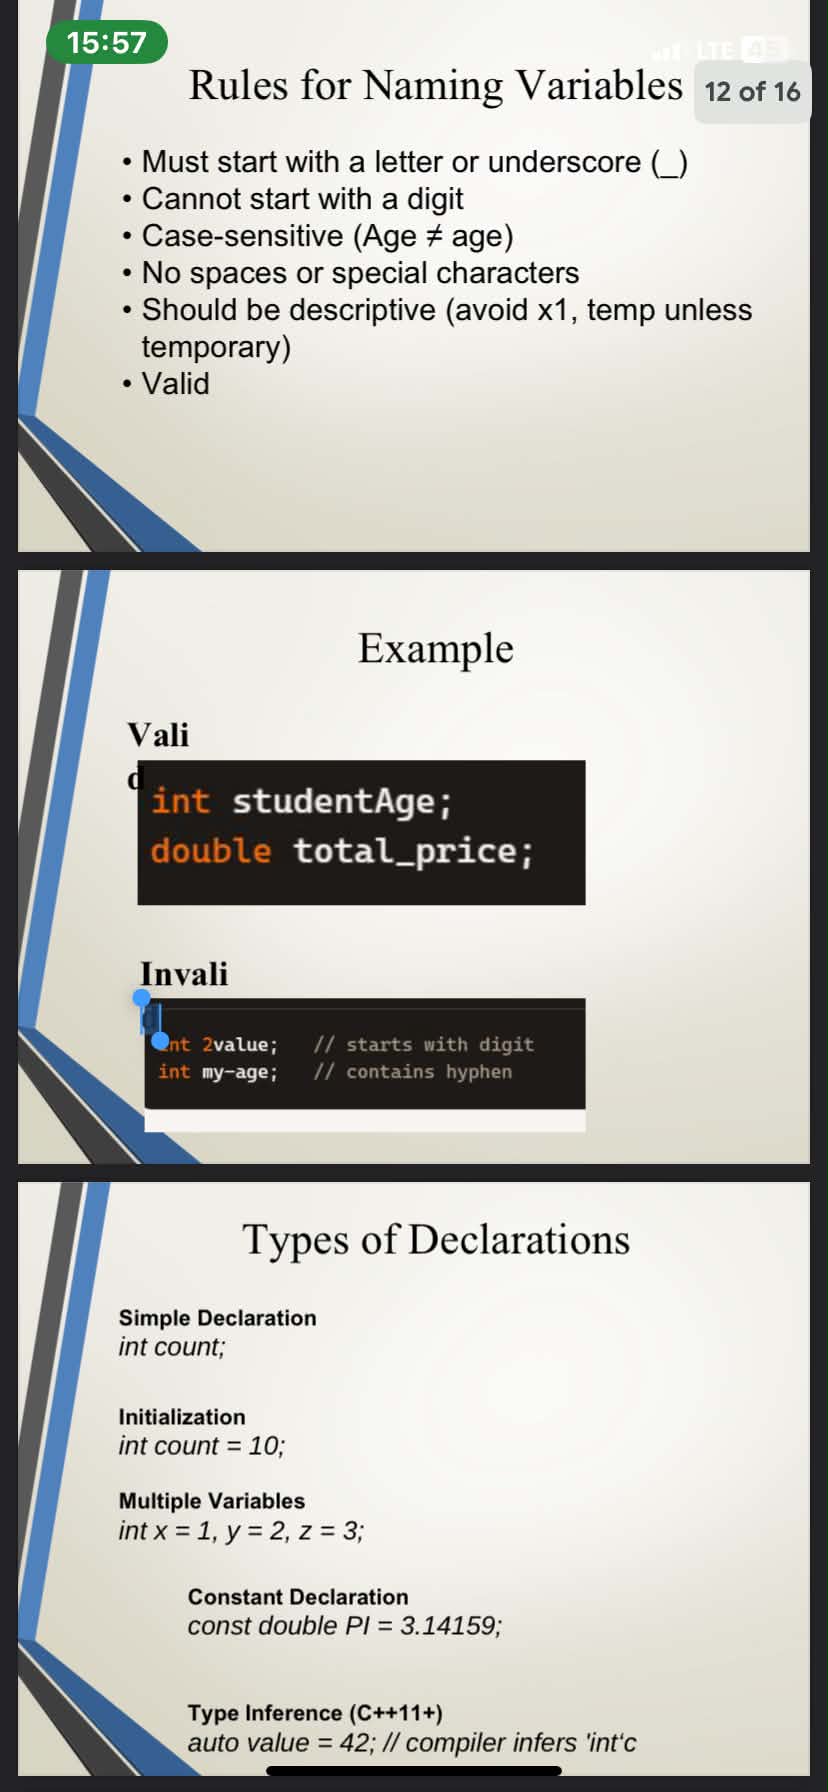 15:57
LTE 45
Rules for Naming Variables
12 of 16
• Must start with a letter or underscore (_)
• Cannot start with a digit
• Case-sensitive (Age ≠ age)
• No spaces or special characters
• Should be descriptive (avoid x1, temp unless
temporary)
• Valid
Example
Vali
d
int studentAge;
double total_price;
Invali
d
int 2value; // starts with digit
int my-age; // contains hyphen
Types of Declarations
Simple Declaration
int count;
Initialization
int count = 10;
Multiple Variables
int x = 1, y = 2, z = 3;
Constant Declaration
const double PI = 3.14159;
Type Inference (C++11+)
auto value = 42; // compiler infers 'int'c